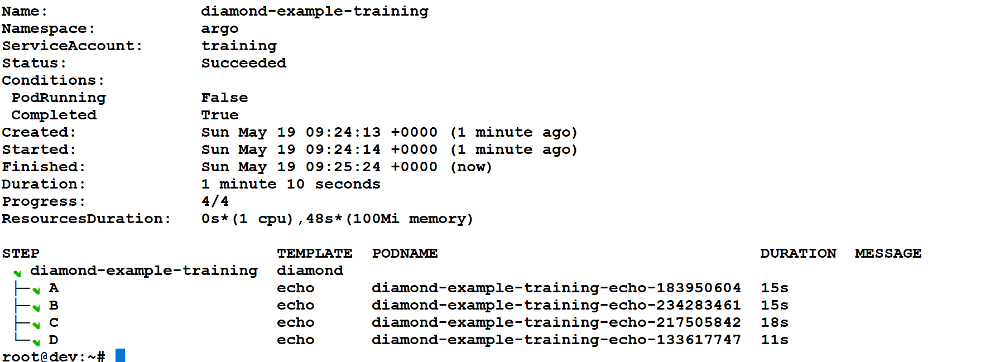 Name: diamond-example-training
Namespace: argo
ServiceAccount: training
Status: Succeeded
Conditions:
 PodRunning False
 Completed True
Created: Sun May 19 09:24:13 +0000 (1 minute ago)
Started: Sun May 19 09:24:14 +0000 (1 minute ago)
Finished: Sun May 19 09:25:24 +0000 (now)
Duration: 1 minute 10 seconds
Progress: 4/4
ResourcesDuration: 0s*(1 cpu),48s*(100Mi memory)
STEP TEMPLATE PODNAME DURATION MESSAGE
 ✔ diamond-example-training diamond
 ├─✔ A echo diamond-example-training-echo-183950604 15s
 ├─✔ B echo diamond-example-training-echo-234283461 15s
 ├─✔ C echo diamond-example-training-echo-217505842 18s
 └─✔ D echo diamond-example-training-echo-133617747 11s
root@dev:~#